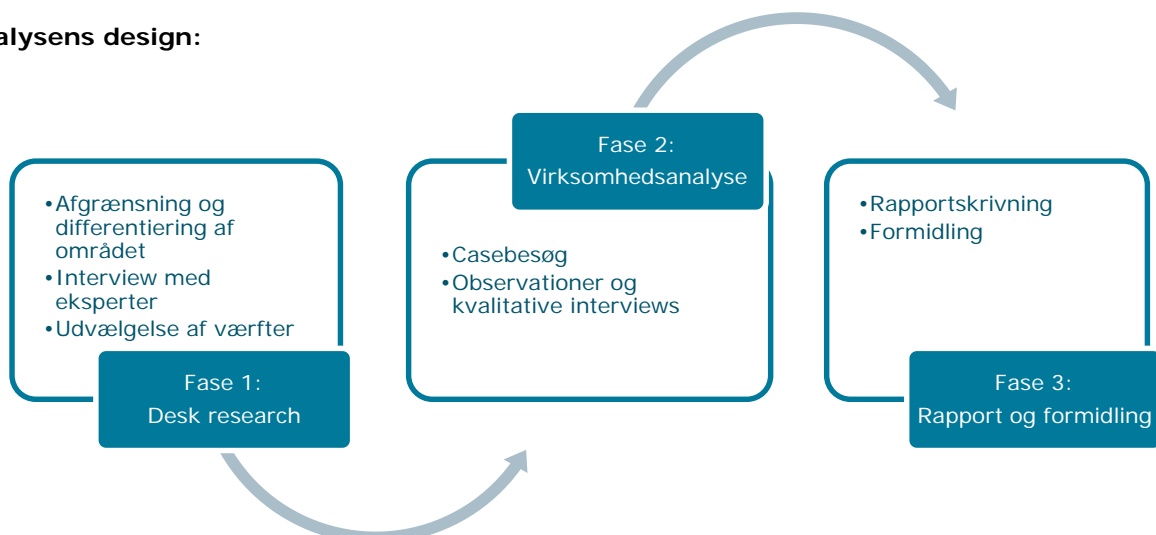 alysens design:
•Afgrænsning og
differentiering af
området
•Interview med
eksperter
•Udvælgelse af værfter
Fase 1:
Desk research
Fase 2:
Virksomhedsanalyse
•Casebesøg
•Observationer og
kvalitative interviews
•Rapportskrivning
•Formidling
Fase 3:
Rapport og formidling